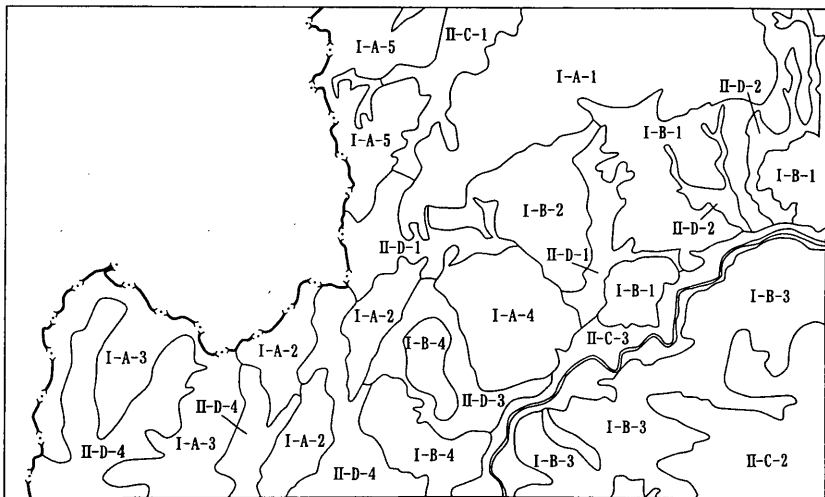 I-A-5
II-C-1
I-A-1
II-D-2
I-A-5
I-B-1
I-B-1
I-B-2
II-D-2
II-D-1
II-D-1
I-B-1
I-B-3
I-A-4
I-A-2
II-C-3
I-B-4
I-A-3
I-A-2
II-D-3
II-D-4
I-B-3
I-A-3
I-A-2
II-D-4
II-D-4
I-B-4
I-B-3
II-C-2